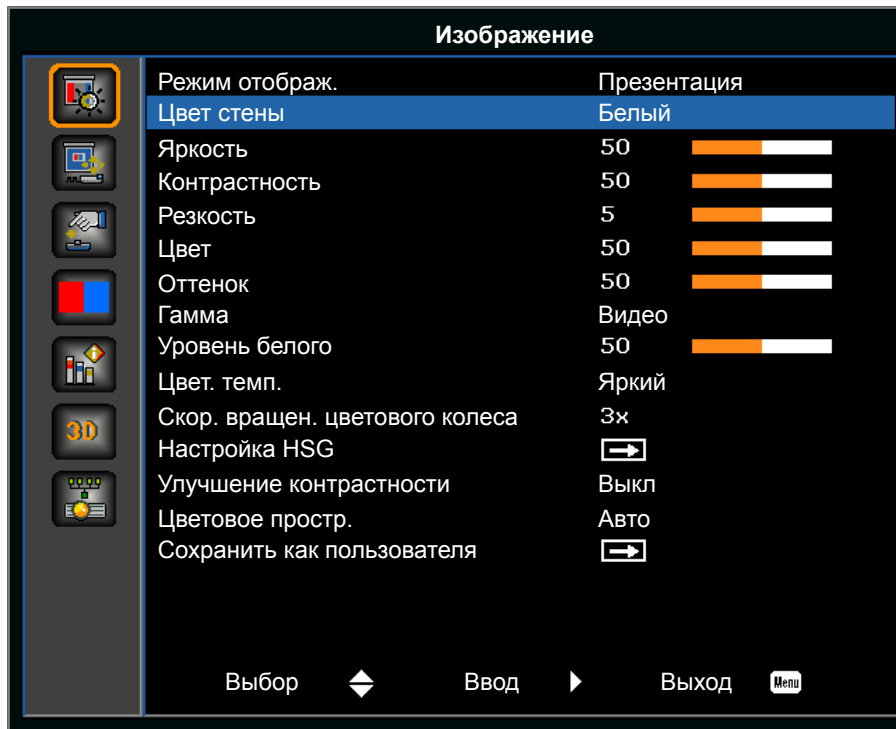 Изображение
Режим отображ. Презентация
Цвет стены Белый
Яркость 50
Контрастность 50
Резкость 5
Цвет 50
Оттенок 50
Гамма Видео
Уровень белого 50
Цвет. темп. Яркий
3D Скор. вращен. цветового колеса 3x
Настройка HSG
Улучшение контрастности Выкл
Цветовое простр. Авто
Сохранить как пользователя
Выбор Ввод Выход Menu